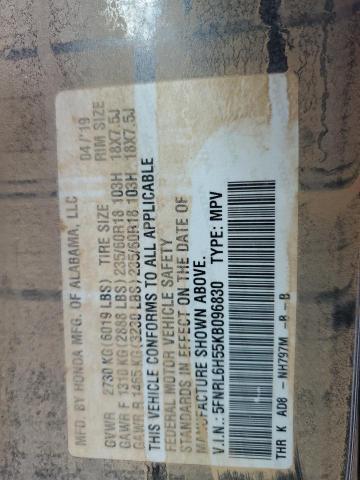 MFD. BY HONDA MFG. OF ALABAMA, LLC 04/'19
GVWR 2730 KG (6019 LBS) TIRE SIZE RIM SIZE
GAWR F 1310 KG (2888 LBS) 235/60R18 103H 18X7.5J
GAWR R 1465 KG (3230 LBS) 235/60R18 103H 18X7.5J
THIS VEHICLE CONFORMS TO ALL APPLICABLE
FEDERAL MOTOR VEHICLE SAFETY
STANDARDS IN EFFECT ON THE DATE OF
MANUFACTURE SHOWN ABOVE.
V.I.N.: 5FNRL6H55KB096830 TYPE: MPV
THR K AD8 - NH797M -B - B